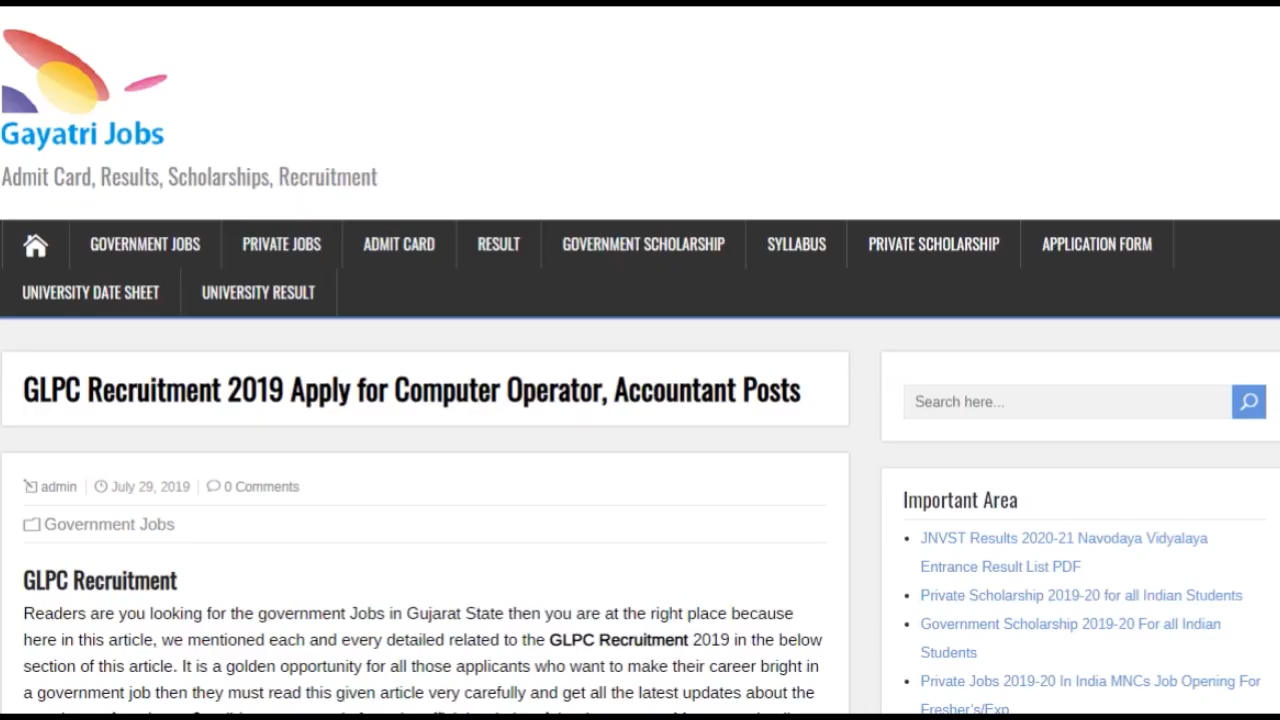 Gayatri Jobs
Admit Card, Results, Scholarships, Recruitment
GOVERNMENT JOBS PRIVATE JOBS ADMIT CARD RESULT GOVERNMENT SCHOLARSHIP SYLLABUS PRIVATE SCHOLARSHIP APPLICATION FORM
UNIVERSITY DATE SHEET UNIVERSITY RESULT
GLPC Recruitment 2019 Apply for Computer Operator, Accountant Posts
admin July 29, 2019 0 Comments
Government Jobs
GLPC Recruitment
Readers are you looking for the government Jobs in Gujarat State then you are at the right place because
here in this article, we mentioned each and every detailed related to the GLPC Recruitment 2019 in the below
section of this article. It is a golden opportunity for all those applicants who want to make their career bright in
a government job then they must read this given article very carefully and get all the latest updates about the
Search here...
Important Area
JNVST Results 2020-21 Navodaya Vidyalaya
Entrance Result List PDF
Private Scholarship 2019-20 for all Indian Students
Government Scholarship 2019-20 For all Indian
Students
Private Jobs 2019-20 In India MNCs Job Opening For
Fresher's/Exp